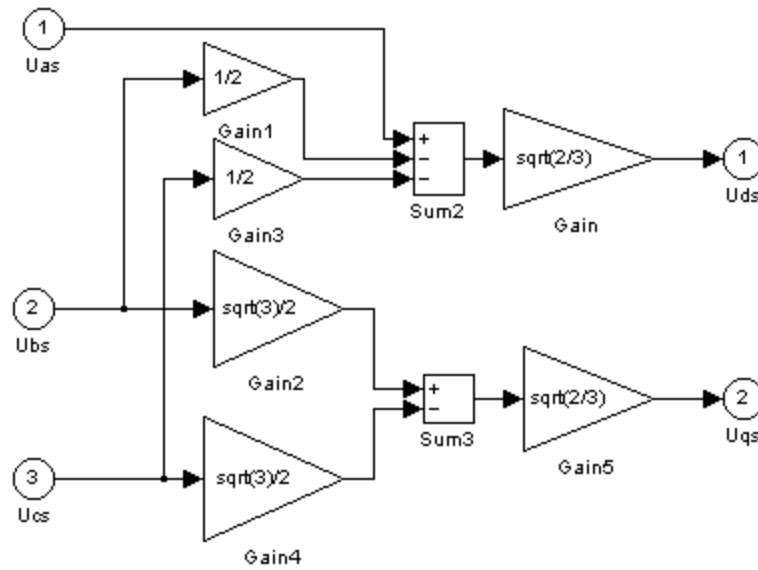 1
Uas
1/2
Gain1
1/2
Gain3
+
−
−
Sum2
sqrt(2/3)
Gain
1
Uds
2
Ubs
sqrt(3)/2
Gain2
+
−
Sum3
sqrt(2/3)
Gain5
2
Uqs
3
Ucs
sqrt(3)/2
Gain4